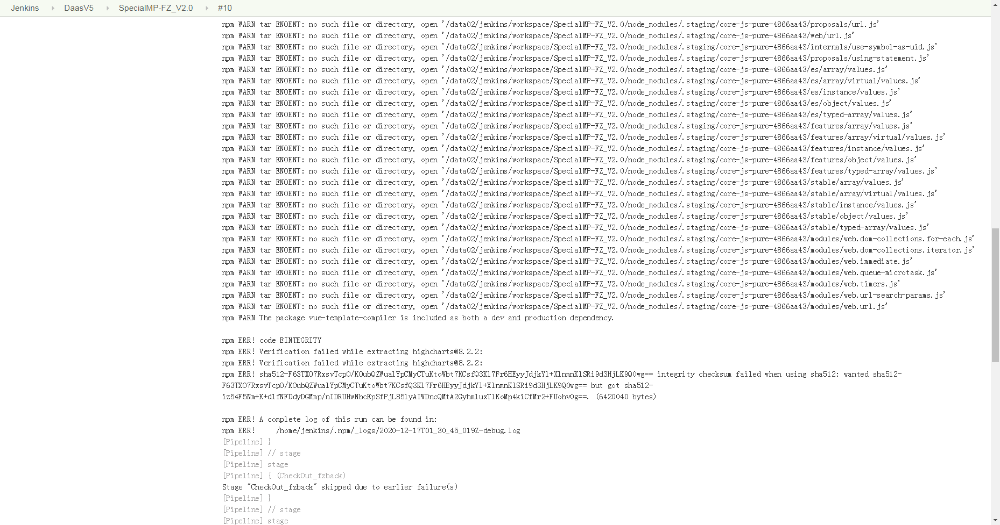 Jenkins DaasV5 SpecialMP-FZ_V2.0 #10
npm WARN tar ENOENT: no such file or directory, open '/data02/jenkins/workspace/SpecialMP-FZ_V2.0/node_modules/.staging/core-js-pure-4866aa43/proposals/url.js'
npm WARN tar ENOENT: no such file or directory, open '/data02/jenkins/workspace/SpecialMP-FZ_V2.0/node_modules/.staging/core-js-pure-4866aa43/web/url.js'
npm WARN tar ENOENT: no such file or directory, open '/data02/jenkins/workspace/SpecialMP-FZ_V2.0/node_modules/.staging/core-js-pure-4866aa43/internals/use-symbol-as-uid.js'
npm WARN tar ENOENT: no such file or directory, open '/data02/jenkins/workspace/SpecialMP-FZ_V2.0/node_modules/.staging/core-js-pure-4866aa43/proposals/using-statement.js'
npm WARN tar ENOENT: no such file or directory, open '/data02/jenkins/workspace/SpecialMP-FZ_V2.0/node_modules/.staging/core-js-pure-4866aa43/es/array/values.js'
npm WARN tar ENOENT: no such file or directory, open '/data02/jenkins/workspace/SpecialMP-FZ_V2.0/node_modules/.staging/core-js-pure-4866aa43/es/array/virtual/values.js'
npm WARN tar ENOENT: no such file or directory, open '/data02/jenkins/workspace/SpecialMP-FZ_V2.0/node_modules/.staging/core-js-pure-4866aa43/es/instance/values.js'
npm WARN tar ENOENT: no such file or directory, open '/data02/jenkins/workspace/SpecialMP-FZ_V2.0/node_modules/.staging/core-js-pure-4866aa43/es/object/values.js'
npm WARN tar ENOENT: no such file or directory, open '/data02/jenkins/workspace/SpecialMP-FZ_V2.0/node_modules/.staging/core-js-pure-4866aa43/es/typed-array/values.js'
npm WARN tar ENOENT: no such file or directory, open '/data02/jenkins/workspace/SpecialMP-FZ_V2.0/node_modules/.staging/core-js-pure-4866aa43/features/array/values.js'
npm WARN tar ENOENT: no such file or directory, open '/data02/jenkins/workspace/SpecialMP-FZ_V2.0/node_modules/.staging/core-js-pure-4866aa43/features/array/virtual/values.js'
npm WARN tar ENOENT: no such file or directory, open '/data02/jenkins/workspace/SpecialMP-FZ_V2.0/node_modules/.staging/core-js-pure-4866aa43/features/instance/values.js'
npm WARN tar ENOENT: no such file or directory, open '/data02/jenkins/workspace/SpecialMP-FZ_V2.0/node_modules/.staging/core-js-pure-4866aa43/features/object/values.js'
npm WARN tar ENOENT: no such file or directory, open '/data02/jenkins/workspace/SpecialMP-FZ_V2.0/node_modules/.staging/core-js-pure-4866aa43/features/typed-array/values.js'
npm WARN tar ENOENT: no such file or directory, open '/data02/jenkins/workspace/SpecialMP-FZ_V2.0/node_modules/.staging/core-js-pure-4866aa43/stable/array/values.js'
npm WARN tar ENOENT: no such file or directory, open '/data02/jenkins/workspace/SpecialMP-FZ_V2.0/node_modules/.staging/core-js-pure-4866aa43/stable/array/virtual/values.js'
npm WARN tar ENOENT: no such file or directory, open '/data02/jenkins/workspace/SpecialMP-FZ_V2.0/node_modules/.staging/core-js-pure-4866aa43/stable/instance/values.js'
npm WARN tar ENOENT: no such file or directory, open '/data02/jenkins/workspace/SpecialMP-FZ_V2.0/node_modules/.staging/core-js-pure-4866aa43/stable/object/values.js'
npm WARN tar ENOENT: no such file or directory, open '/data02/jenkins/workspace/SpecialMP-FZ_V2.0/node_modules/.staging/core-js-pure-4866aa43/stable/typed-array/values.js'
npm WARN tar ENOENT: no such file or directory, open '/data02/jenkins/workspace/SpecialMP-FZ_V2.0/node_modules/.staging/core-js-pure-4866aa43/modules/web.dom-collections.for-each.js'
npm WARN tar ENOENT: no such file or directory, open '/data02/jenkins/workspace/SpecialMP-FZ_V2.0/node_modules/.staging/core-js-pure-4866aa43/modules/web.dom-collections.iterator.js'
npm WARN tar ENOENT: no such file or directory, open '/data02/jenkins/workspace/SpecialMP-FZ_V2.0/node_modules/.staging/core-js-pure-4866aa43/modules/web.immediate.js'
npm WARN tar ENOENT: no such file or directory, open '/data02/jenkins/workspace/SpecialMP-FZ_V2.0/node_modules/.staging/core-js-pure-4866aa43/modules/web.queue-microtask.js'
npm WARN tar ENOENT: no such file or directory, open '/data02/jenkins/workspace/SpecialMP-FZ_V2.0/node_modules/.staging/core-js-pure-4866aa43/modules/web.timers.js'
npm WARN tar ENOENT: no such file or directory, open '/data02/jenkins/workspace/SpecialMP-FZ_V2.0/node_modules/.staging/core-js-pure-4866aa43/modules/web.url-search-params.js'
npm WARN tar ENOENT: no such file or directory, open '/data02/jenkins/workspace/SpecialMP-FZ_V2.0/node_modules/.staging/core-js-pure-4866aa43/modules/web.url.js'
npm WARN The package vue-template-compiler is included as both a dev and production dependency.
npm ERR! code EINTEGRITY
npm ERR! Verification failed while extracting highcharts@8.2.2:
npm ERR! Verification failed while extracting highcharts@8.2.2:
npm ERR! sha512-F63TXO7RxsvTcpO/KOubQZWualYpCMyCTuKtoWbt7KCsfQ3Kl7Fr6HEyyJdjkYl+XlnmnKlSRi9d3HjLK9Q0wg== integrity checksum failed when using sha512: wanted sha512-
F63TXO7RxsvTcpO/KOubQZWualYpCMyCTuKtoWbt7KCsfQ3Kl7Fr6HEyyJdjkYl+XlnmnKlSRi9d3HjLK9Q0wg== but got sha512-
iz54F5Nm+K+d1fNFDdyDGMmp/nIDRUHwNbcEpSfPjL851yAIWDncQMtA2GyhmluxTlKoMp4kiCfMr2+FUohvOg==. (6420040 bytes)
npm ERR! A complete log of this run can be found in:
npm ERR!     /home/jenkins/.npm/_logs/2020-12-17T01_30_45_019Z-debug.log
[Pipeline] }
[Pipeline] // stage
[Pipeline] stage
[Pipeline] { (CheckOut_fzback)
Stage "CheckOut_fzback" skipped due to earlier failure(s)
[Pipeline] }
[Pipeline] // stage
[Pipeline] stage